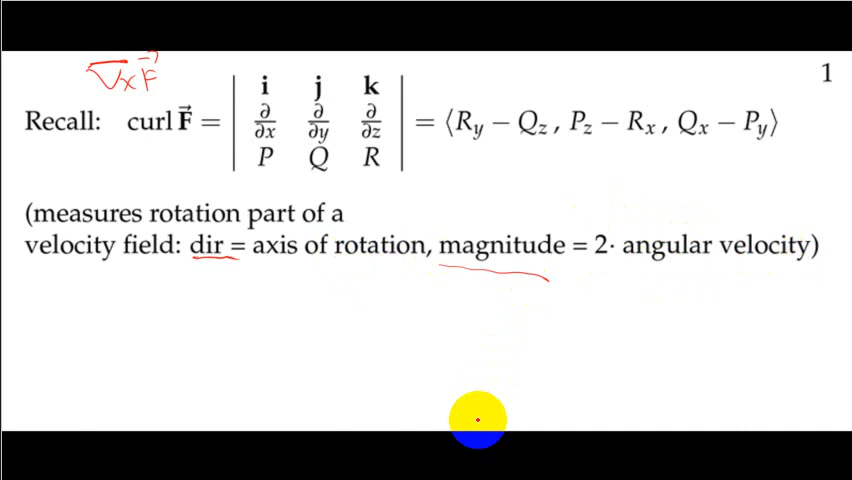 ∇×F⃗
1
Recall: curl F⃗ = | i j k ; ∂/∂x ∂/∂y ∂/∂z ; P Q R | = ⟨R_y − Q_z , P_z − R_x , Q_x − P_y⟩
(measures rotation part of a
velocity field: dir = axis of rotation, magnitude = 2· angular velocity)